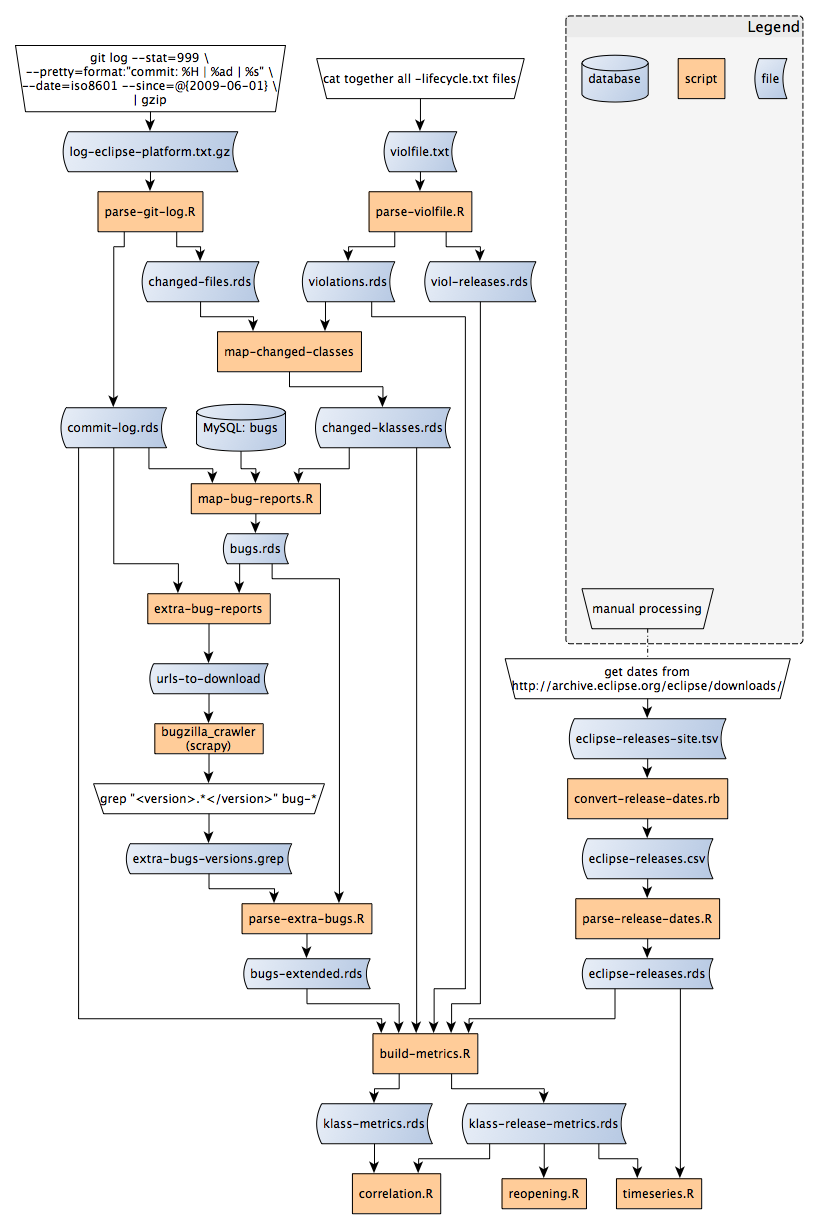 Legend
git log --stat=999 \
--pretty=format:"commit: %H | %ad | %s" \
--date=iso8601 --since=@{2009-06-01} \
| gzip
cat together all -lifecycle.txt files
database
script
file
log-eclipse-platform.txt.gz
violfile.txt
parse-git-log.R
parse-violfile.R
changed-files.rds
violations.rds
viol-releases.rds
map-changed-classes
commit-log.rds
MySQL: bugs
changed-klasses.rds
map-bug-reports.R
bugs.rds
extra-bug-reports
manual processing
urls-to-download
get dates from
http://archive.eclipse.org/eclipse/downloads/
bugzilla_crawler
(scrapy)
eclipse-releases-site.tsv
grep "<version>.*</version>" bug-*
convert-release-dates.rb
extra-bugs-versions.grep
eclipse-releases.csv
parse-extra-bugs.R
parse-release-dates.R
bugs-extended.rds
eclipse-releases.rds
build-metrics.R
klass-metrics.rds
klass-release-metrics.rds
correlation.R
reopening.R
timeseries.R